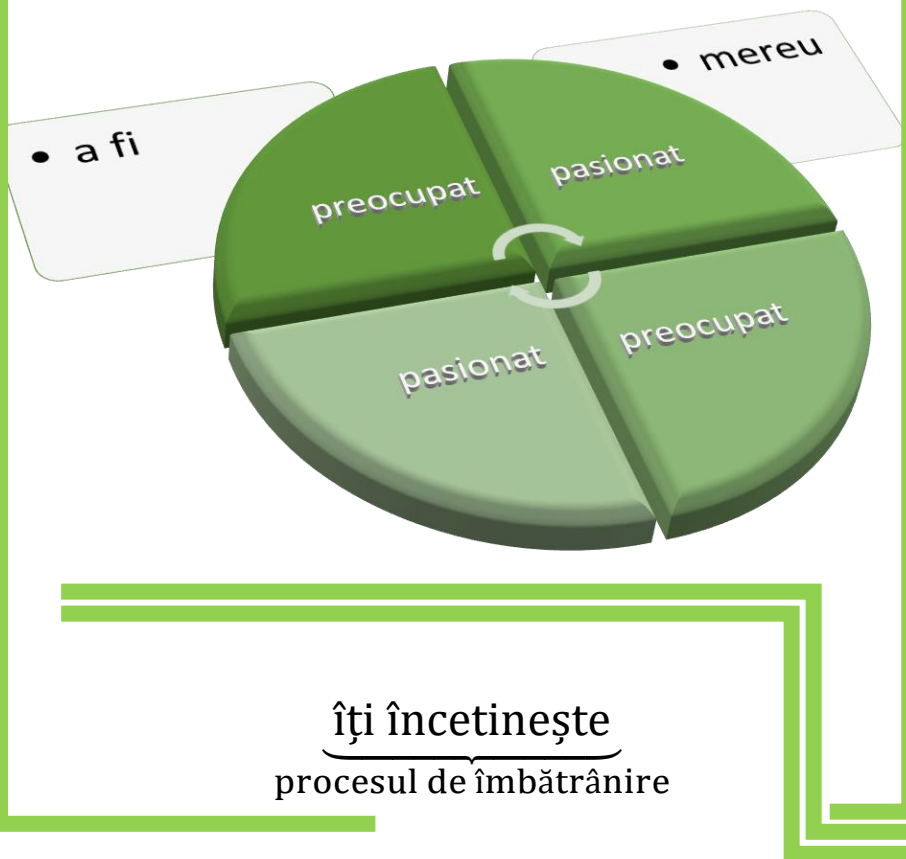 • mereu
• a fi
preocupat
pasionat
pasionat
preocupat
îți încetinește
procesul de îmbătrânire